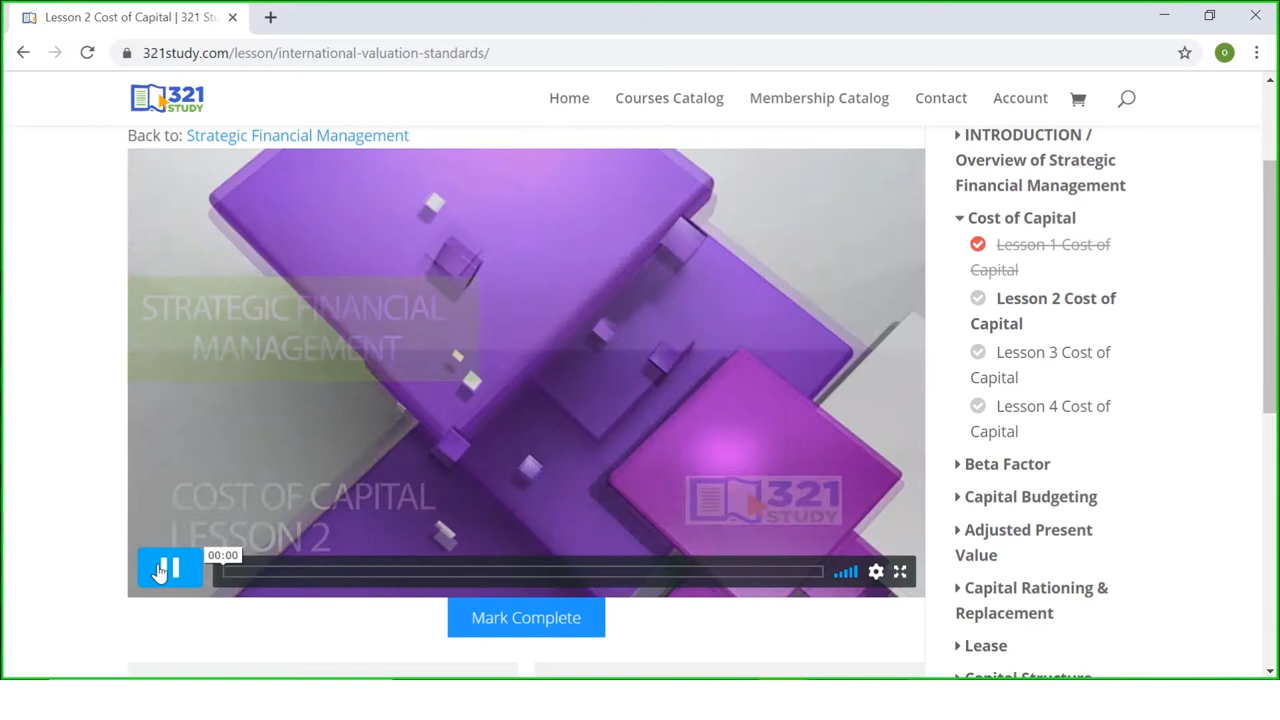 Lesson 2 Cost of Capital | 321 Stu
321study.com/lesson/international-valuation-standards/
o
321
STUDY
Home
Courses Catalog
Membership Catalog
Contact
Account
Back to: Strategic Financial Management
STRATEGIC FINANCIAL
MANAGEMENT
COST OF CAPITAL
LESSON 2
321
STUDY
00:00
Mark Complete
INTRODUCTION /
Overview of Strategic
Financial Management
Cost of Capital
Lesson 1 Cost of
Capital
Lesson 2 Cost of
Capital
Lesson 3 Cost of
Capital
Lesson 4 Cost of
Capital
Beta Factor
Capital Budgeting
Adjusted Present
Value
Capital Rationing &
Replacement
Lease
Capital Structure